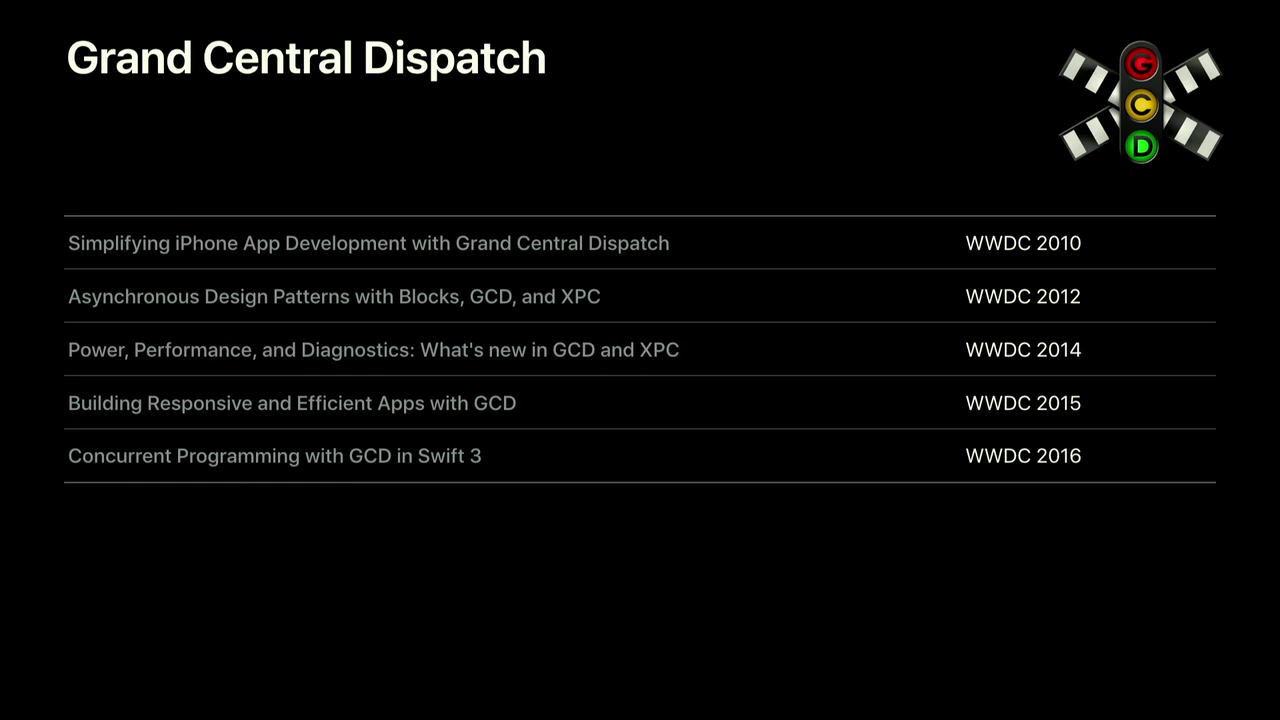 Grand Central Dispatch
G
C
D
Simplifying iPhone App Development with Grand Central Dispatch WWDC 2010
Asynchronous Design Patterns with Blocks, GCD, and XPC WWDC 2012
Power, Performance, and Diagnostics: What's new in GCD and XPC WWDC 2014
Building Responsive and Efficient Apps with GCD WWDC 2015
Concurrent Programming with GCD in Swift 3 WWDC 2016